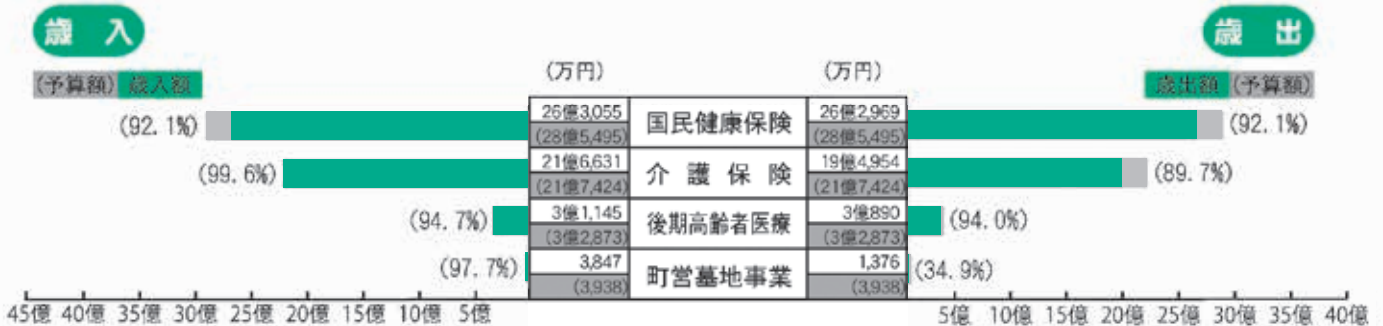 歳入
歳出
(予算額) 歳入額
(万円)
(万円)
歳出額 (予算額)
(92.1%)
26億3,055
(28億5,495)
国民健康保険
26億2,969
(28億5,495)
(92.1%)
(99.6%)
21億6,631
(21億7,424)
介護保険
19億4,954
(21億7,424)
(89.7%)
(94.7%)
3億1,145
(3億2,873)
後期高齢者医療
3億890
(3億2,873)
(94.0%)
(97.7%)
3,847
(3,938)
町営墓地事業
1,376
(3,938)
(34.9%)
45億 40億 35億 30億 25億 20億 15億 10億 5億
5億 10億 15億 20億 25億 30億 35億 40億